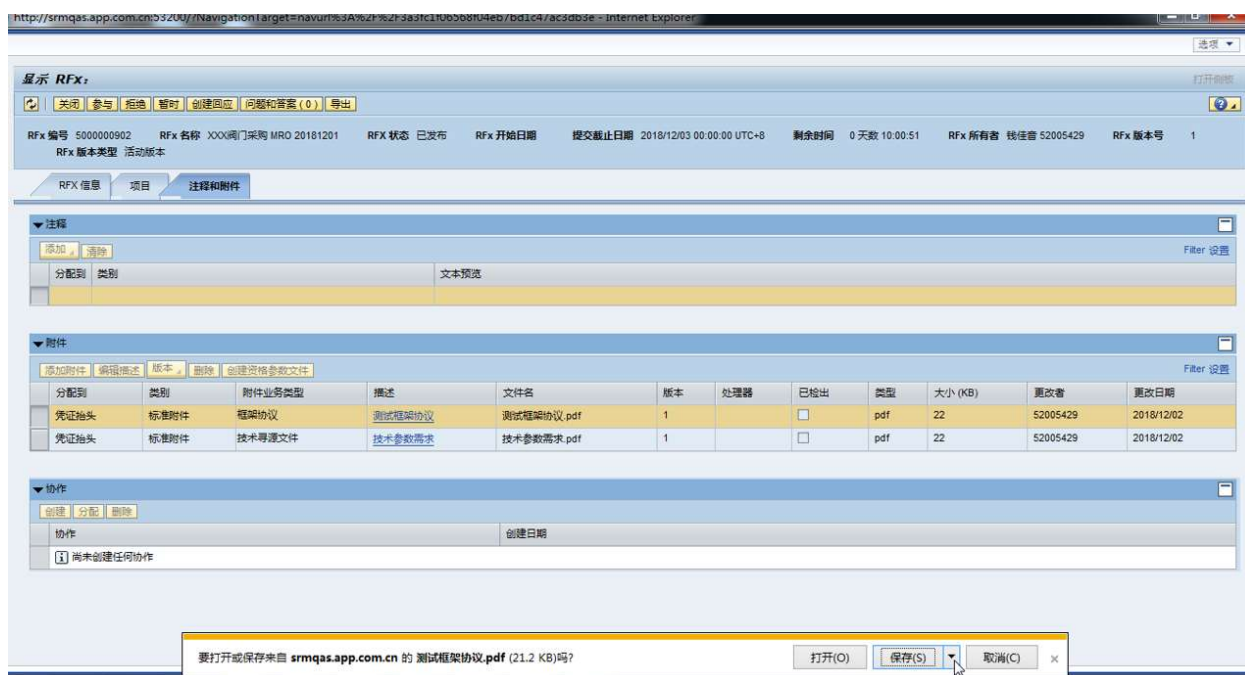 http://srmqas.app.com.cn:53200/?NavigationTarget=navurl%3A%2F%2F3a3fc1f06568f04eb7bd1c47ac3db3e - Internet Explorer
选项
显示 RFx： 打开侧板
关闭 参与 拒绝 暂时 创建回应 问题和答案 ( 0 ) 导出
RFx 编号 5000000902 RFx 名称 XXX阀门采购 MRO 20181201 RFX 状态 已发布 RFx 开始日期 提交截止日期 2018/12/03 00:00:00 UTC+8 剩余时间 0 天数 10:00:51 RFx 所有者 钱佳音 52005429 RFx 版本号 1
RFx 版本类型 活动版本
RFX 信息 项目 注释和附件
注释
添加 清除 Filter 设置
分配到 类别 文本预览
附件
添加附件 编辑描述 版本 删除 创建资格参数文件 Filter 设置
分配到 类别 附件业务类型 描述 文件名 版本 处理器 已检出 类型 大小 (KB) 更改者 更改日期
凭证抬头 标准附件 框架协议 测试框架协议 测试框架协议.pdf 1 pdf 22 52005429 2018/12/02
凭证抬头 标准附件 技术寻源文件 技术参数需求 技术参数需求.pdf 1 pdf 22 52005429 2018/12/02
协作
创建 分配 删除
协作 创建日期
尚未创建任何协作
要打开或保存来自 srmqas.app.com.cn 的 测试框架协议.pdf (21.2 KB)吗? 打开(O) 保存(S) 取消(C) ×